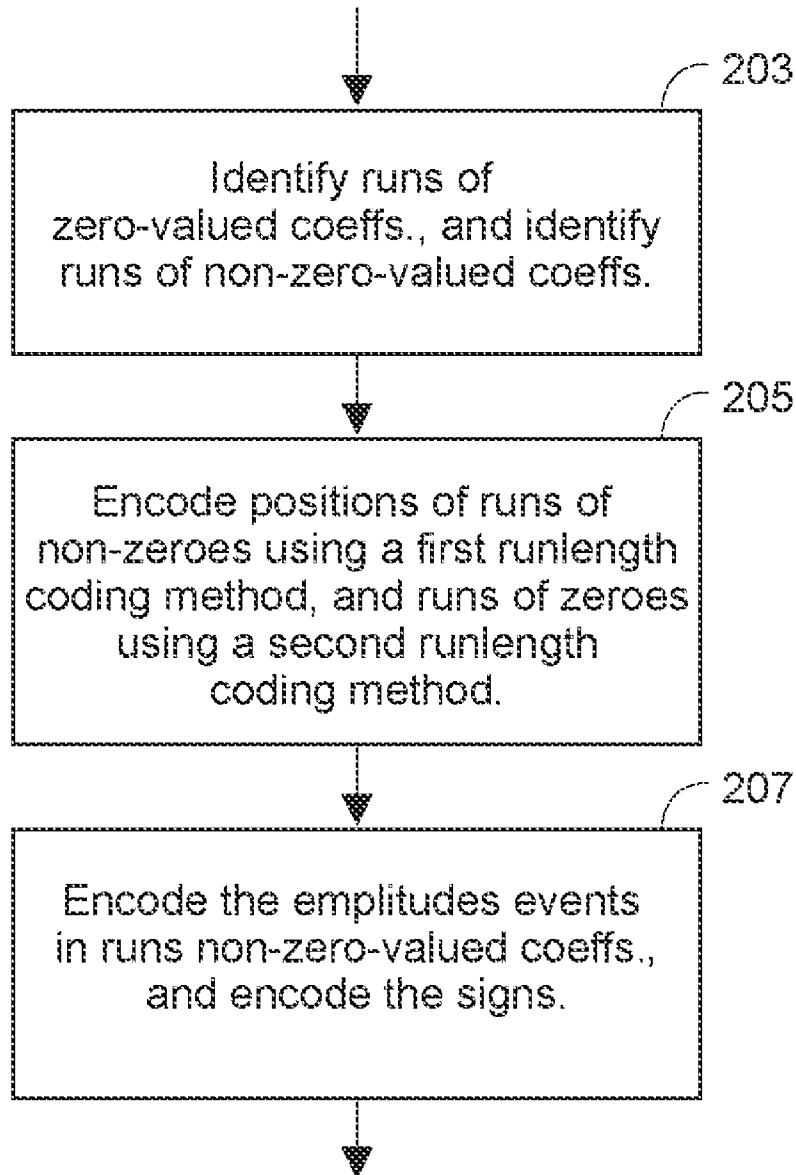 203
Identify runs of
zero-valued coeffs., and identify
runs of non-zero-valued coeffs.
205
Encode positions of runs of
non-zeroes using a first runlength
coding method, and runs of zeroes
using a second runlength
coding method.
207
Encode the emplitudes events
in runs non-zero-valued coeffs.,
and encode the signs.